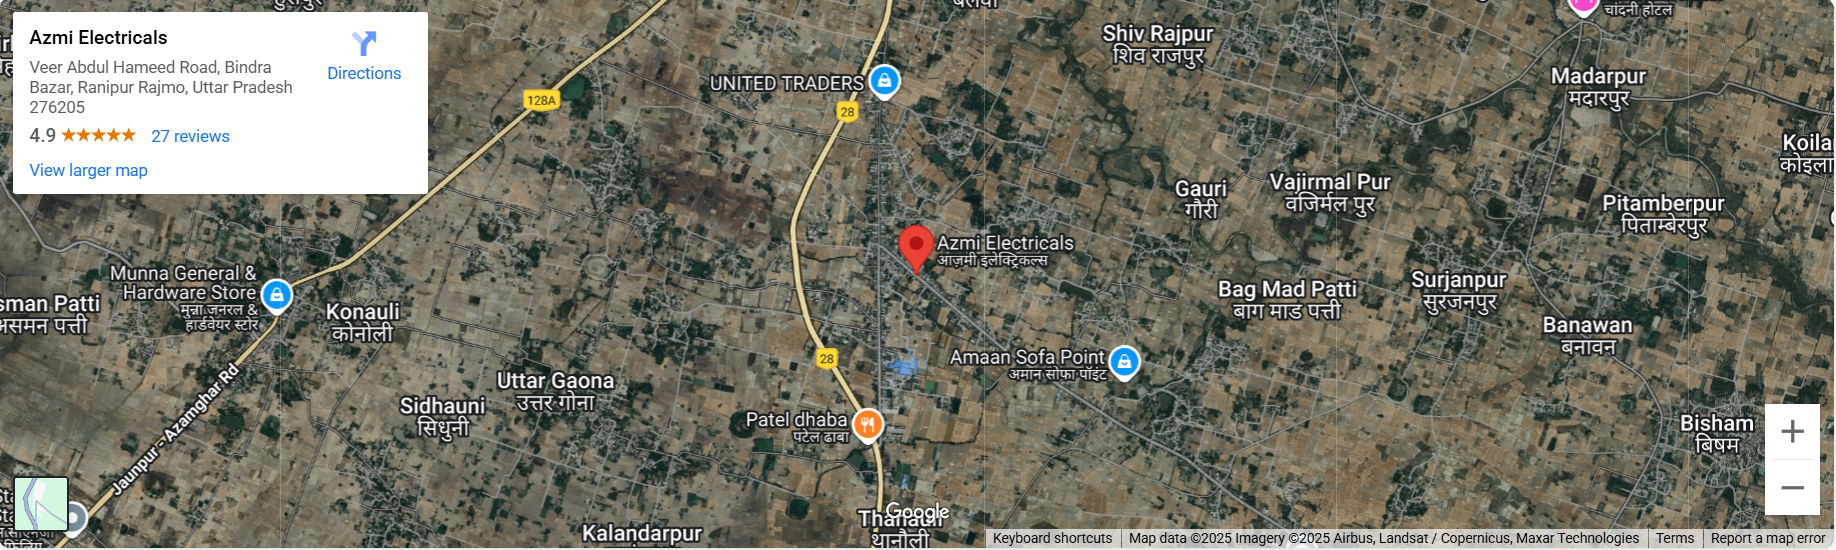 Azmi Electricals
Veer Abdul Hameed Road, Bindra
Bazar, Ranipur Rajmo, Uttar Pradesh
276205
4.9
27 reviews
View larger map
Directions
128A
UNITED TRADERS
28
Shiv Rajpur
शिव राजपुर
चांदनी होटल
Madarpur
मदारपुर
Koila
कोइला
Gauri
गौरी
Vajirmal Pur
वजिर्मल पुर
Pitamberpur
पिताम्बेरपुर
Azmi Electricals
आज़मी इलेक्ट्रिकल्स
Munna General &
Hardware Store
मुन्ना जनरल &
हार्डवेयर स्टोर
sman Patti
असमन पत्ती
Konauli
कोनोली
Bag Mad Patti
बाग माड पत्ती
Surjanpur
सुरजनपुर
Banawan
बनावन
28
Amaan Sofa Point
अमान सोफा पॉइंट
Uttar Gaona
उत्तर गोना
Sidhauni
सिधुनी
Jaunpur - Azamghar Rd
Patel dhaba
पटेल ढाबा
Bisham
बिषम
Kalandarpur
Thanauli
थानौली
Google
Keyboard shortcuts
Map data ©2025 Imagery ©2025 Airbus, Landsat / Copernicus, Maxar Technologies
Terms
Report a map error